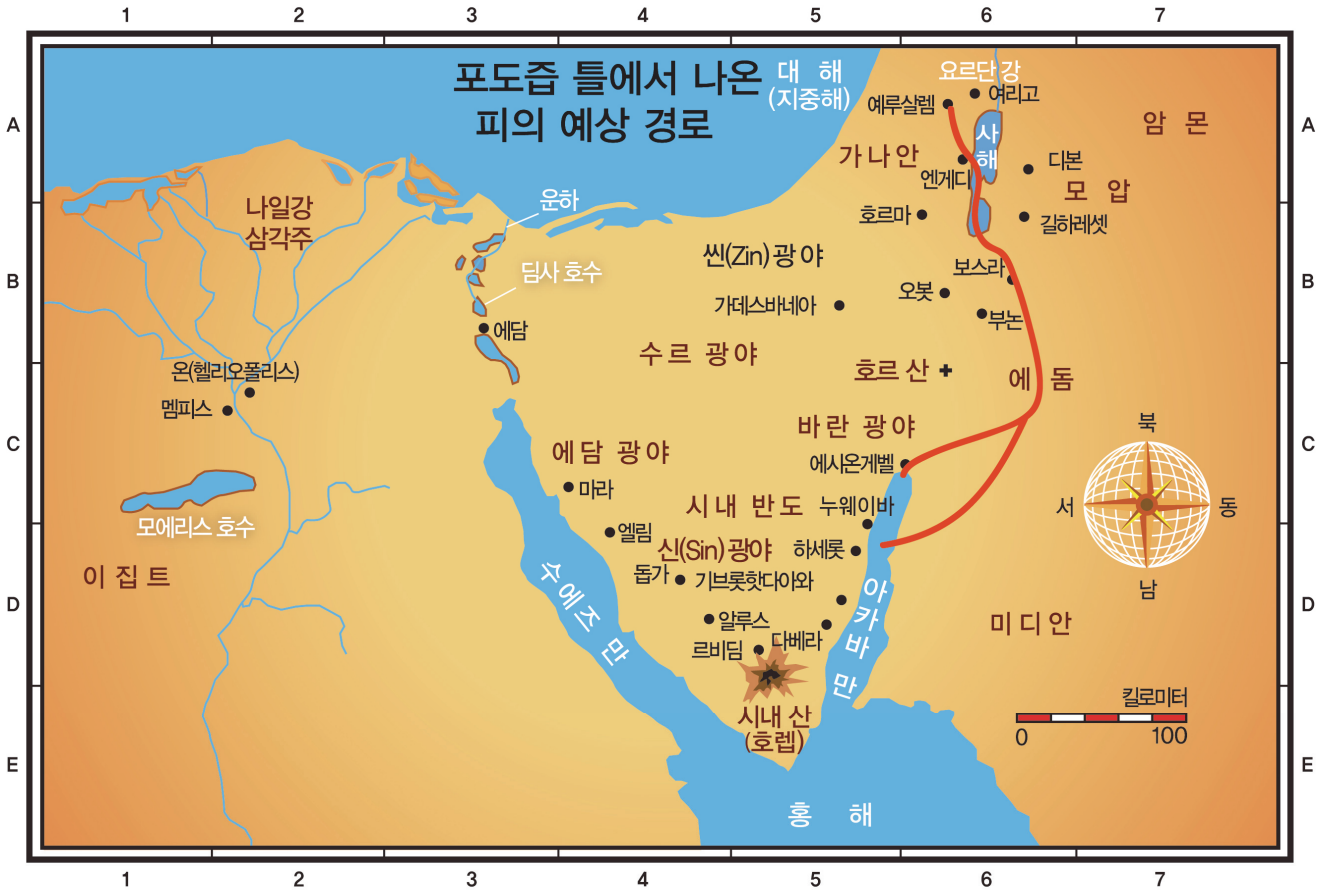 1 2 3 4 5 6 7
포도즙 틀에서 나온
피의 예상 경로
대 해
(지중해)
요르단 강
예루살렘
여리고
A
A
암 몬
사
해
가나안
엔게디
디본
모 압
나일강
삼각주
운하
호르마
길하레셋
씬(Zin)광야
딤사 호수
보스라
B
B
오봇
가데스바네아
부논
에담
수르 광야
온(헬리오폴리스)
호르 산
에 돔
멤피스
바란 광야
북
C
C
에담 광야
에시온게벨
마라
시내 반도
누웨이바
서
동
모에리스 호수
엘림
신(Sin)광야
하세롯
이 집 트
돕가
기브롯핫다아와
남
D
D
수에즈 만
아카바 만
알루스
미디안
다베라
르비딤
킬로미터
시내 산
(호렙)
0 100
E
E
홍 해
1 2 3 4 5 6 7